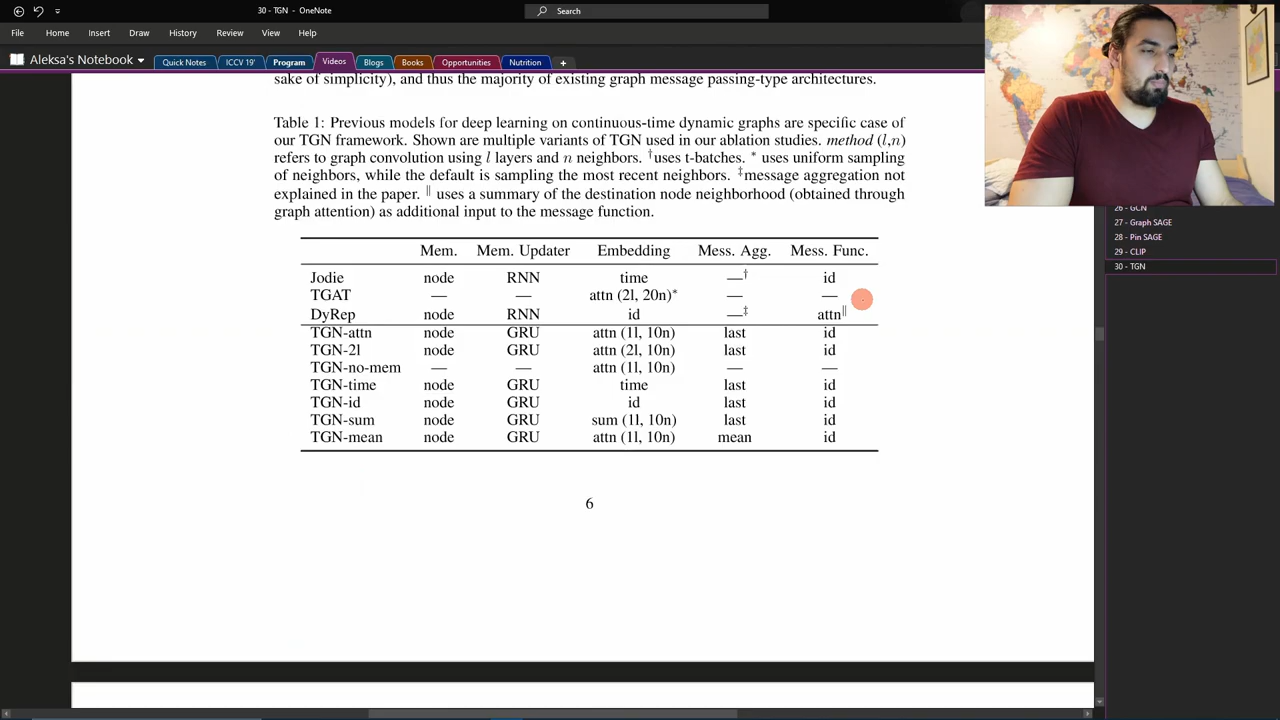 30 - TGN - OneNote
Search
File Home Insert Draw History Review View Help
Aleksa's Notebook Quick Notes ICCV 19' Program Videos Blogs Books Opportunities Nutrition +
sake of simplicity), and thus the majority of existing graph message passing-type architectures.
Table 1: Previous models for deep learning on continuous-time dynamic graphs are specific case of
our TGN framework. Shown are multiple variants of TGN used in our ablation studies. method (l,n)
refers to graph convolution using l layers and n neighbors. †uses t-batches. * uses uniform sampling
of neighbors, while the default is sampling the most recent neighbors. ‡message aggregation not
explained in the paper. ‖ uses a summary of the destination node neighborhood (obtained through
graph attention) as additional input to the message function.
Mem. Mem. Updater Embedding Mess. Agg. Mess. Func.
Jodie node RNN time —† id
TGAT — — attn (2l, 20n)* — —
DyRep node RNN id —‡ attn‖
TGN-attn node GRU attn (1l, 10n) last id
TGN-2l node GRU attn (2l, 10n) last id
TGN-no-mem — — attn (1l, 10n) — —
TGN-time node GRU time last id
TGN-id node GRU id last id
TGN-sum node GRU sum (1l, 10n) last id
TGN-mean node GRU attn (1l, 10n) mean id
6
26 - GCN
27 - Graph SAGE
28 - Pin SAGE
29 - CLIP
30 - TGN